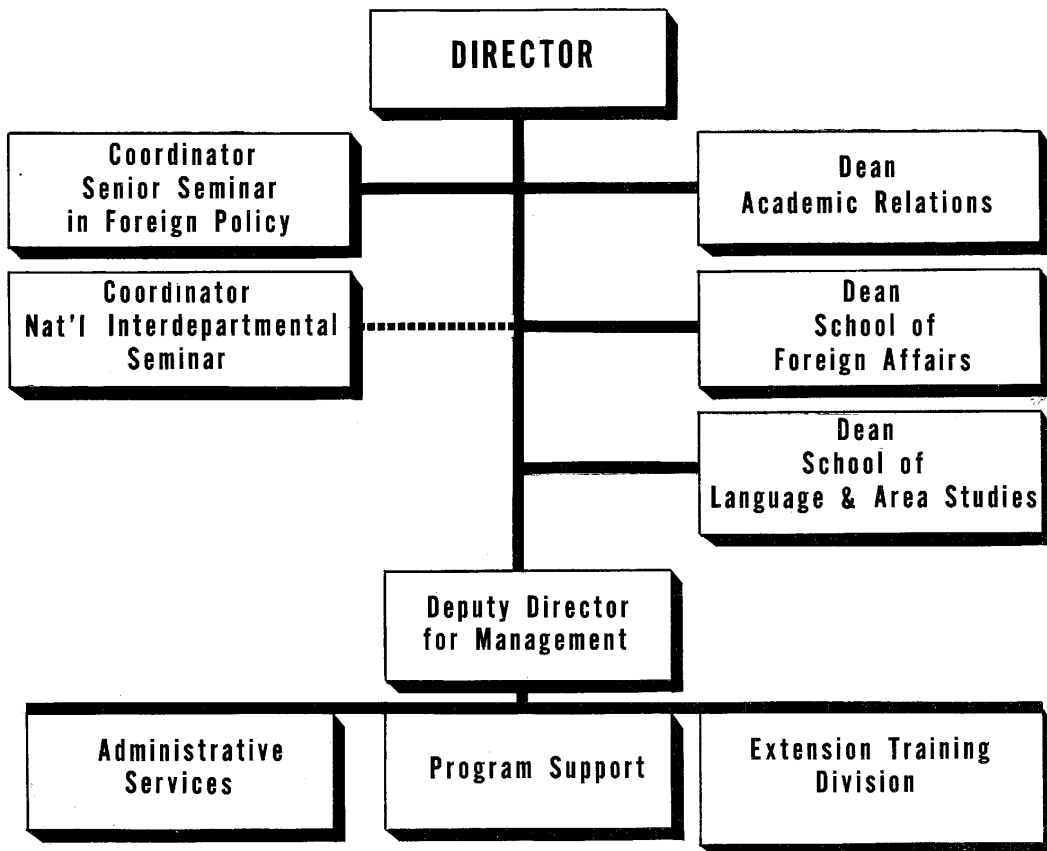 DIRECTOR
Coordinator
Senior Seminar
in Foreign Policy
Dean
Academic Relations
Coordinator
Nat'l Interdepartmental
Seminar
Dean
School of
Foreign Affairs
Dean
School of
Language & Area Studies
Deputy Director
for Management
Administrative
Services
Program Support
Extension Training
Division